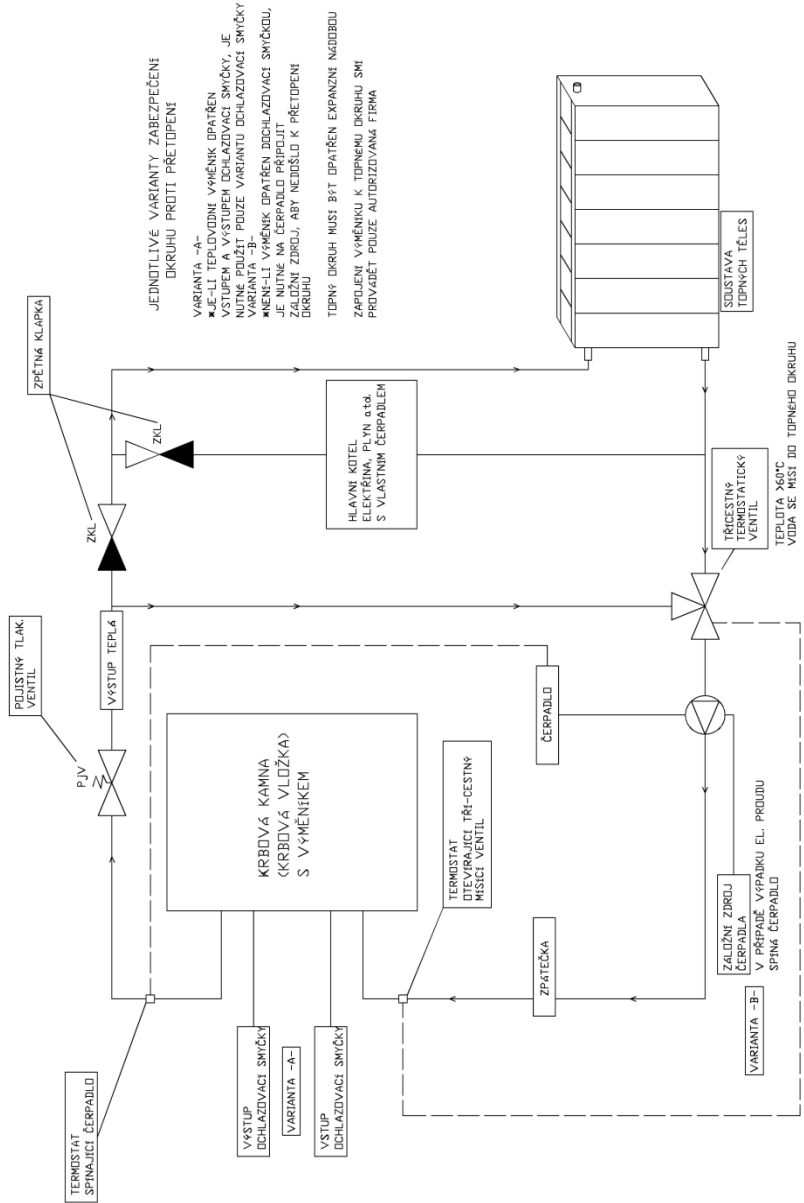 JEDNOTLIVÉ VARIANTY ZABEZPEČENÍ
OKRUHU PROTI PŘETOPENÍ
VARIANTA -A-
*JE-LI TEPLOVODNÍ VÝMĚNÍK OPATŘEN
VSTUPEM A VÝSTUPEM OCHLAZOVACÍ SMYČKY, JE
NUTNÉ POUŽÍT POUZE VARIANTU OCHLAZOVACÍ SMYČKY
VARIANTA -B-
*NENÍ-LI VÝMĚNÍK OPATŘEN DOCHLAZOVACÍ SMYČKOU,
JE NUTNÉ NA ČERPADLO PŘIPOJIT
ZÁLOŽNÍ ZDROJ, ABY NEDOŠLO K PŘETOPENÍ
OKRUHU
TOPNÝ OKRUH MUSÍ BÝT OPATŘEN EXPANZNÍ NÁDOBOU
ZAPOJENÍ VÝMĚNÍKU K TOPNÉMU OKRUHU SMÍ
PROVÁDĚT POUZE AUTORIZOVANÁ FIRMA
TERMOSTAT
SPÍNAJÍCÍ ČERPADLO
POJISTNÝ TLAK.
VENTIL
PJV
VÝSTUP TEPLÁ
ZPĚTNÁ KLAPKA
ZKL
ZKL
KRBOVÁ KAMNA
(KRBOVÁ VLOŽKA)
S VÝMĚNÍKEM
HLAVNÍ KOTEL
ELEKTŘINA, PLYN atd.
S VLASTNÍM ČERPADLEM
VÝSTUP
OCHLAZOVACÍ SMYČKY
VARIANTA -A-
VSTUP
OCHLAZOVACÍ SMYČKY
TERMOSTAT
OTEVÍRAJÍCÍ TŘÍ-CESTNÝ
MÍSÍCÍ VENTIL
ČERPADLO
ZPÁTEČKA
ZÁLOŽNÍ ZDROJ
ČERPADLA
V PŘÍPADĚ VÝPADKU EL. PROUDU
SPÍNÁ ČERPADLO
VARIANTA -B-
TŘÍCESTNÝ
TERMOSTATICKÝ
VENTIL
TEPLOTA >60°C
VODA SE MÍSÍ DO TOPNÉHO OKRUHU
SOUSTAVA
TOPNÝCH TĚLES